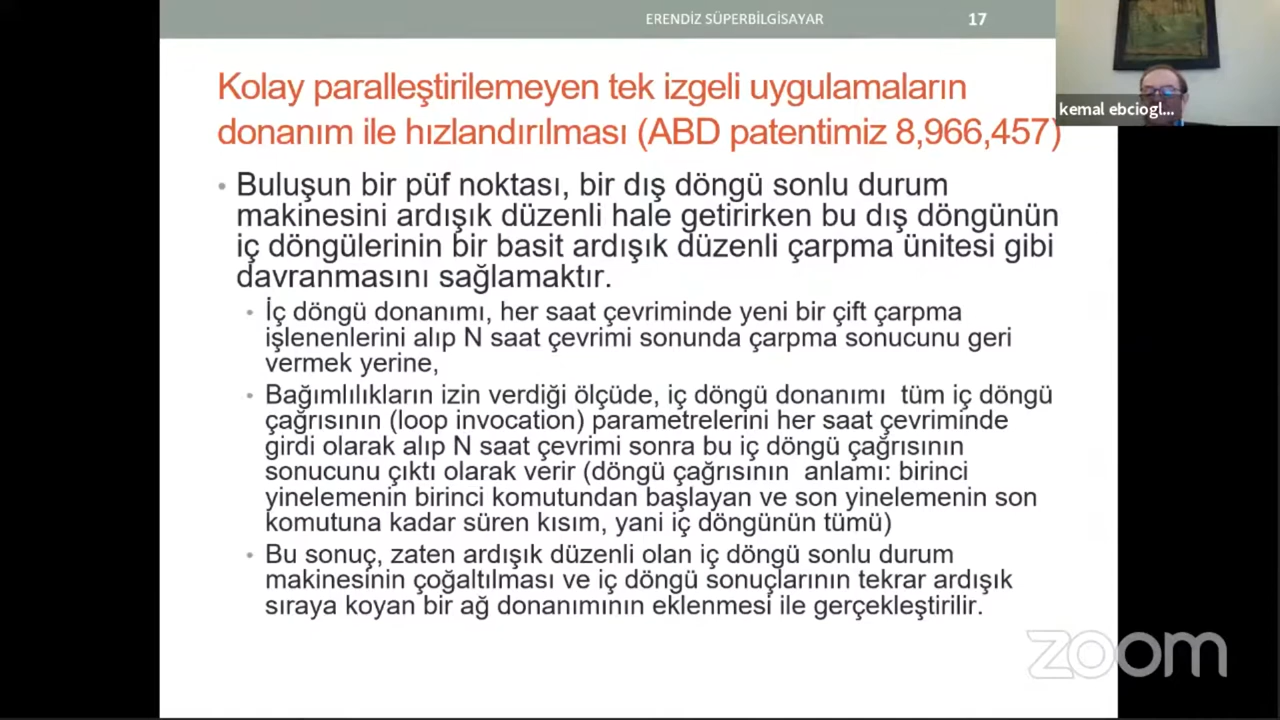 ERENDİZ SÜPERBİLGİSAYAR
17
kemal ebciogl...
Kolay paralleştirilemeyen tek izgeli uygulamaların
donanım ile hızlandırılması (ABD patentimiz 8,966,457)
• Buluşun bir püf noktası, bir dış döngü sonlu durum
makinesini ardışık düzenli hale getirirken bu dış döngünün
iç döngülerinin bir basit ardışık düzenli çarpma ünitesi gibi
davranmasını sağlamaktır.
• İç döngü donanımı, her saat çevriminde yeni bir çift çarpma
işlenenlerini alıp N saat çevrimi sonunda çarpma sonucunu geri
vermek yerine,
• Bağımlılıkların izin verdiği ölçüde, iç döngü donanımı tüm iç döngü
çağrısının (loop invocation) parametrelerini her saat çevriminde
girdi olarak alıp N saat çevrimi sonra bu iç döngü çağrısının
sonucunu çıktı olarak verir (döngü çağrısının anlamı: birinci
yinelemenin birinci komutundan başlayan ve son yinelemenin son
komutuna kadar süren kısım, yani iç döngünün tümü)
• Bu sonuç, zaten ardışık düzenli olan iç döngü sonlu durum
makinesinin çoğaltılması ve iç döngü sonuçlarının tekrar ardışık
sıraya koyan bir ağ donanımının eklenmesi ile gerçekleştirilir.
zoom